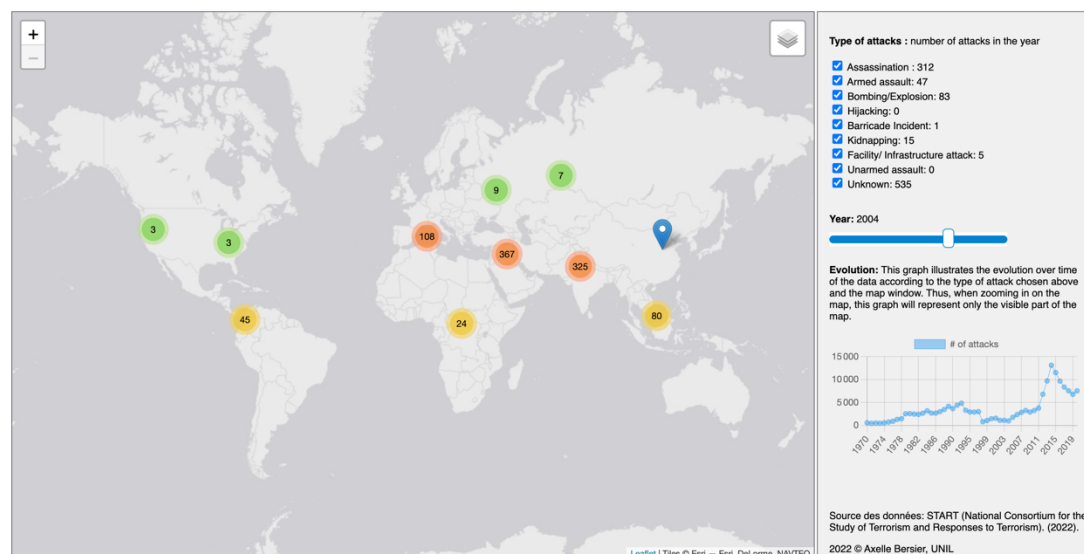 +
−
3
3
45
9
7
108
367
325
24
80
Leaflet | Tiles © Esri — Esri, DeLorme, NAVTEQ
Type of attacks : number of attacks in the year
Assassination : 312
Armed assault: 47
Bombing/Explosion: 83
Hijacking: 0
Barricade Incident: 1
Kidnapping: 15
Facility/ Infrastructure attack: 5
Unarmed assault: 0
Unknown: 535
Year: 2004
Evolution: This graph illustrates the evolution over time
of the data according to the type of attack chosen above
and the map window. Thus, when zooming in on the
map, this graph will represent only the visible part of the
map.
# of attacks
15 000
10 000
5 000
0
1970
1974
1978
1982
1986
1990
1995
1999
2003
2007
2011
2015
2019
Source des données: START (National Consortium for the
Study of Terrorism and Responses to Terrorism). (2022).
2022 © Axelle Bersier, UNIL